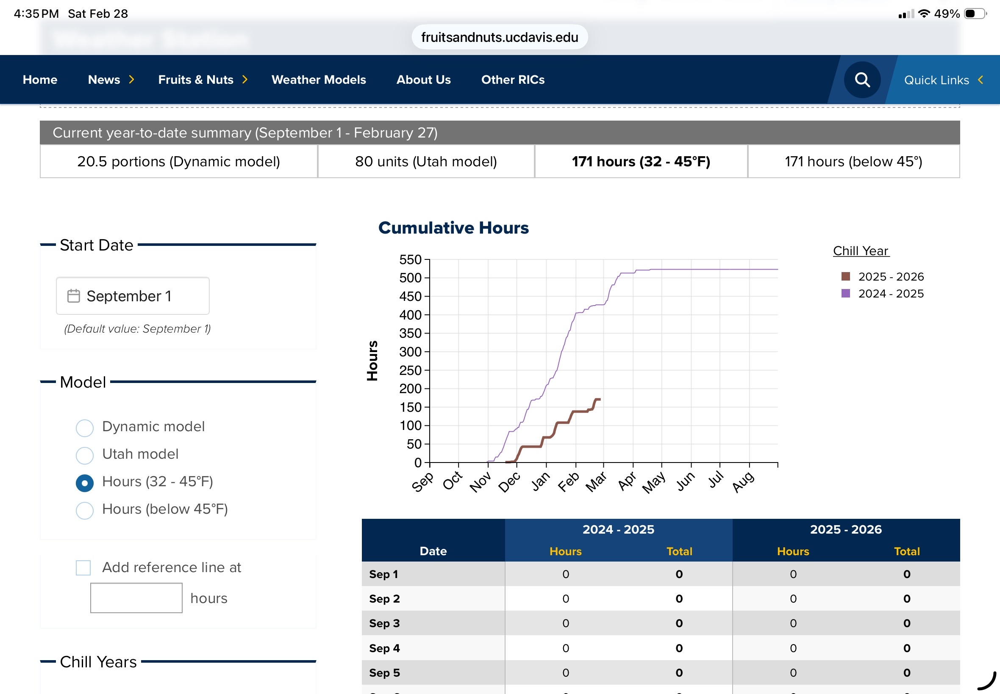 4:35 PM Sat Feb 28
49%
Weather Station
fruitsandnuts.ucdavis.edu
Home News Fruits & Nuts Weather Models About Us Other RICs Quick Links
Current year-to-date summary (September 1 - February 27)
20.5 portions (Dynamic model) 80 units (Utah model) 171 hours (32 - 45°F) 171 hours (below 45°)
Start Date
September 1
(Default value: September 1)
Model
Dynamic model
Utah model
Hours (32 - 45°F)
Hours (below 45°F)
Add reference line at
hours
Chill Years
Cumulative Hours
Hours
550
500
450
400
350
300
250
200
150
100
50
0
Sep Oct Nov Dec Jan Feb Mar Apr May Jun Jul Aug
Chill Year
2025 - 2026
2024 - 2025
2024 - 2025 2025 - 2026
Date Hours Total Hours Total
Sep 1 0 0 0 0
Sep 2 0 0 0 0
Sep 3 0 0 0 0
Sep 4 0 0 0 0
Sep 5 0 0 0 0